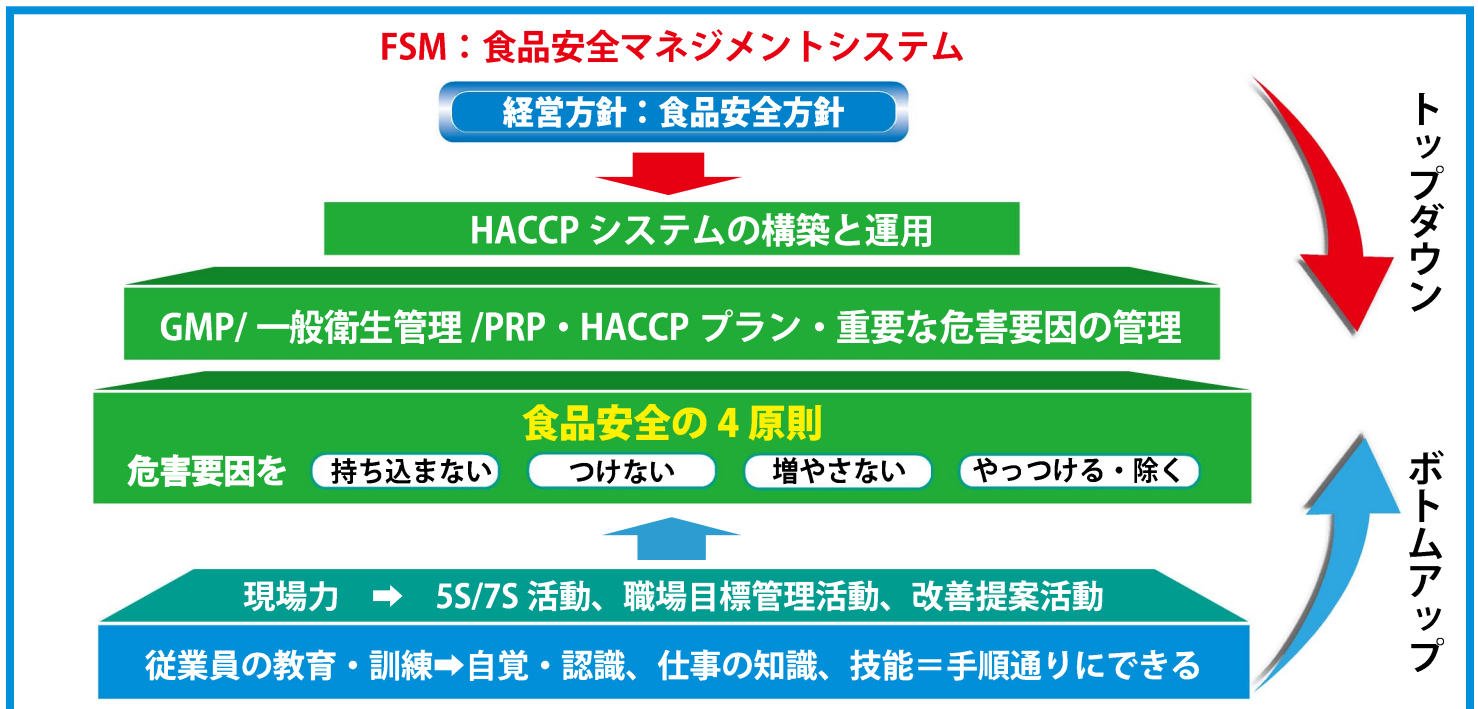 FSM：食品安全マネジメントシステム
経営方針：食品安全方針
HACCP システムの構築と運用
GMP/ 一般衛生管理 /PRP・HACCP プラン・重要な危害要因の管理
食品安全の 4 原則
危害要因を 持ち込まない つけない 増やさない やっつける・除く
現場力 ➡ 5S/7S 活動、職場目標管理活動、改善提案活動
従業員の教育・訓練➡自覚・認識、仕事の知識、技能＝手順通りにできる
トップダウン
ボトムアップ